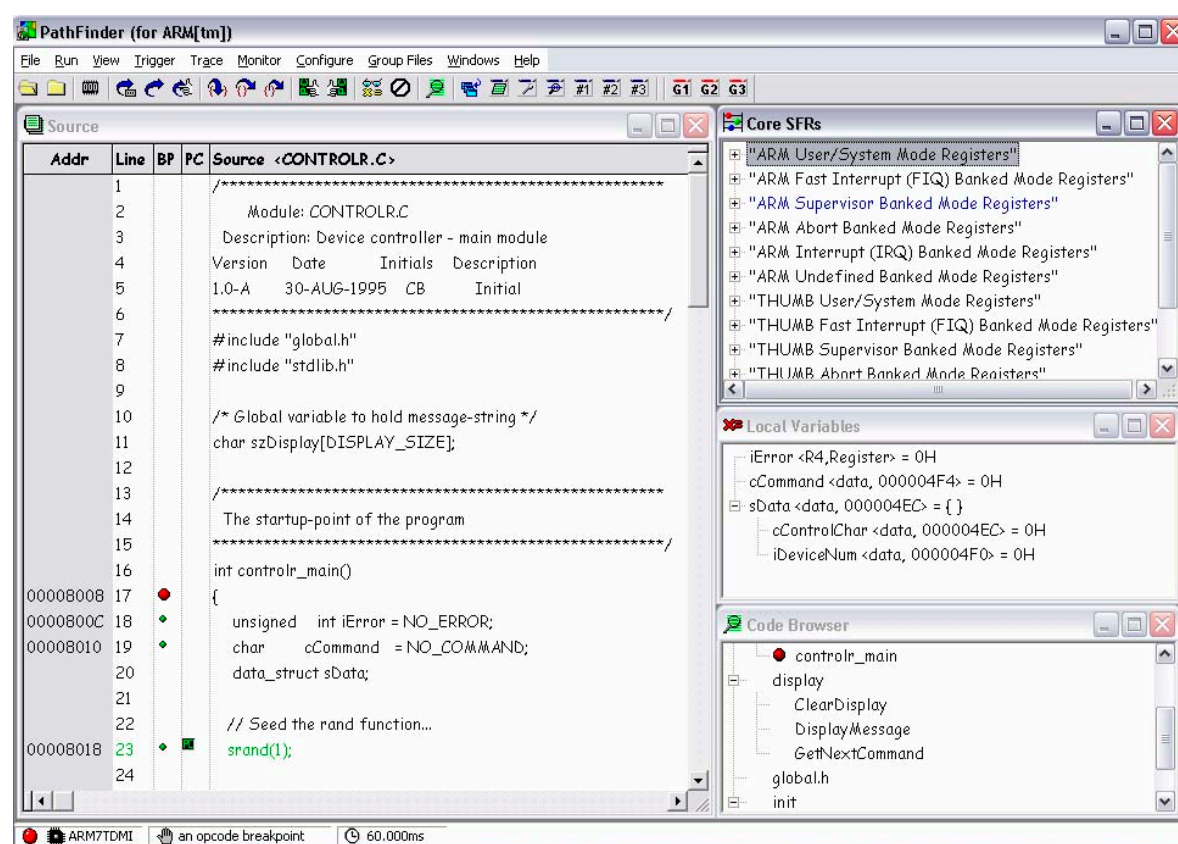 PathFinder (for ARM[tm])
File Run View Trigger Trace Monitor Configure Group Files Windows Help
#1 #2 #3 G1 G2 G3
Source
Addr Line BP PC Source <CONTROLR.C>
1 /****************************************************
2 Module: CONTROLR.C
3 Description: Device controller - main module
4 Version Date Initials Description
5 1.0-A 30-AUG-1995 CB Initial
6 ****************************************************/
7 #include "global.h"
8 #include "stdlib.h"
9
10 /* Global variable to hold message-string */
11 char szDisplay[DISPLAY_SIZE];
12
13 /****************************************************
14 The startup-point of the program
15 ****************************************************/
16 int controlr_main()
00008008 17 {
0000800C 18 unsigned int iError = NO_ERROR;
00008010 19 char cCommand = NO_COMMAND;
20 data_struct sData;
21
22 // Seed the rand function...
00008018 23 srand(1);
24
Core SFRs
"ARM User/System Mode Registers"
"ARM Fast Interrupt (FIQ) Banked Mode Registers"
"ARM Supervisor Banked Mode Registers"
"ARM Abort Banked Mode Registers"
"ARM Interrupt (IRQ) Banked Mode Registers"
"ARM Undefined Banked Mode Registers"
"THUMB User/System Mode Registers"
"THUMB Fast Interrupt (FIQ) Banked Mode Registers"
"THUMB Supervisor Banked Mode Registers"
"THUMB Abort Banked Mode Registers"
Local Variables
iError <R4,Register> = 0H
cCommand <data, 000004F4> = 0H
sData <data, 000004EC> = { }
cControlChar <data, 000004EC> = 0H
iDeviceNum <data, 000004F0> = 0H
Code Browser
controlr_main
display
ClearDisplay
DisplayMessage
GetNextCommand
global.h
init
ARM7TDMI an opcode breakpoint 60.000ms